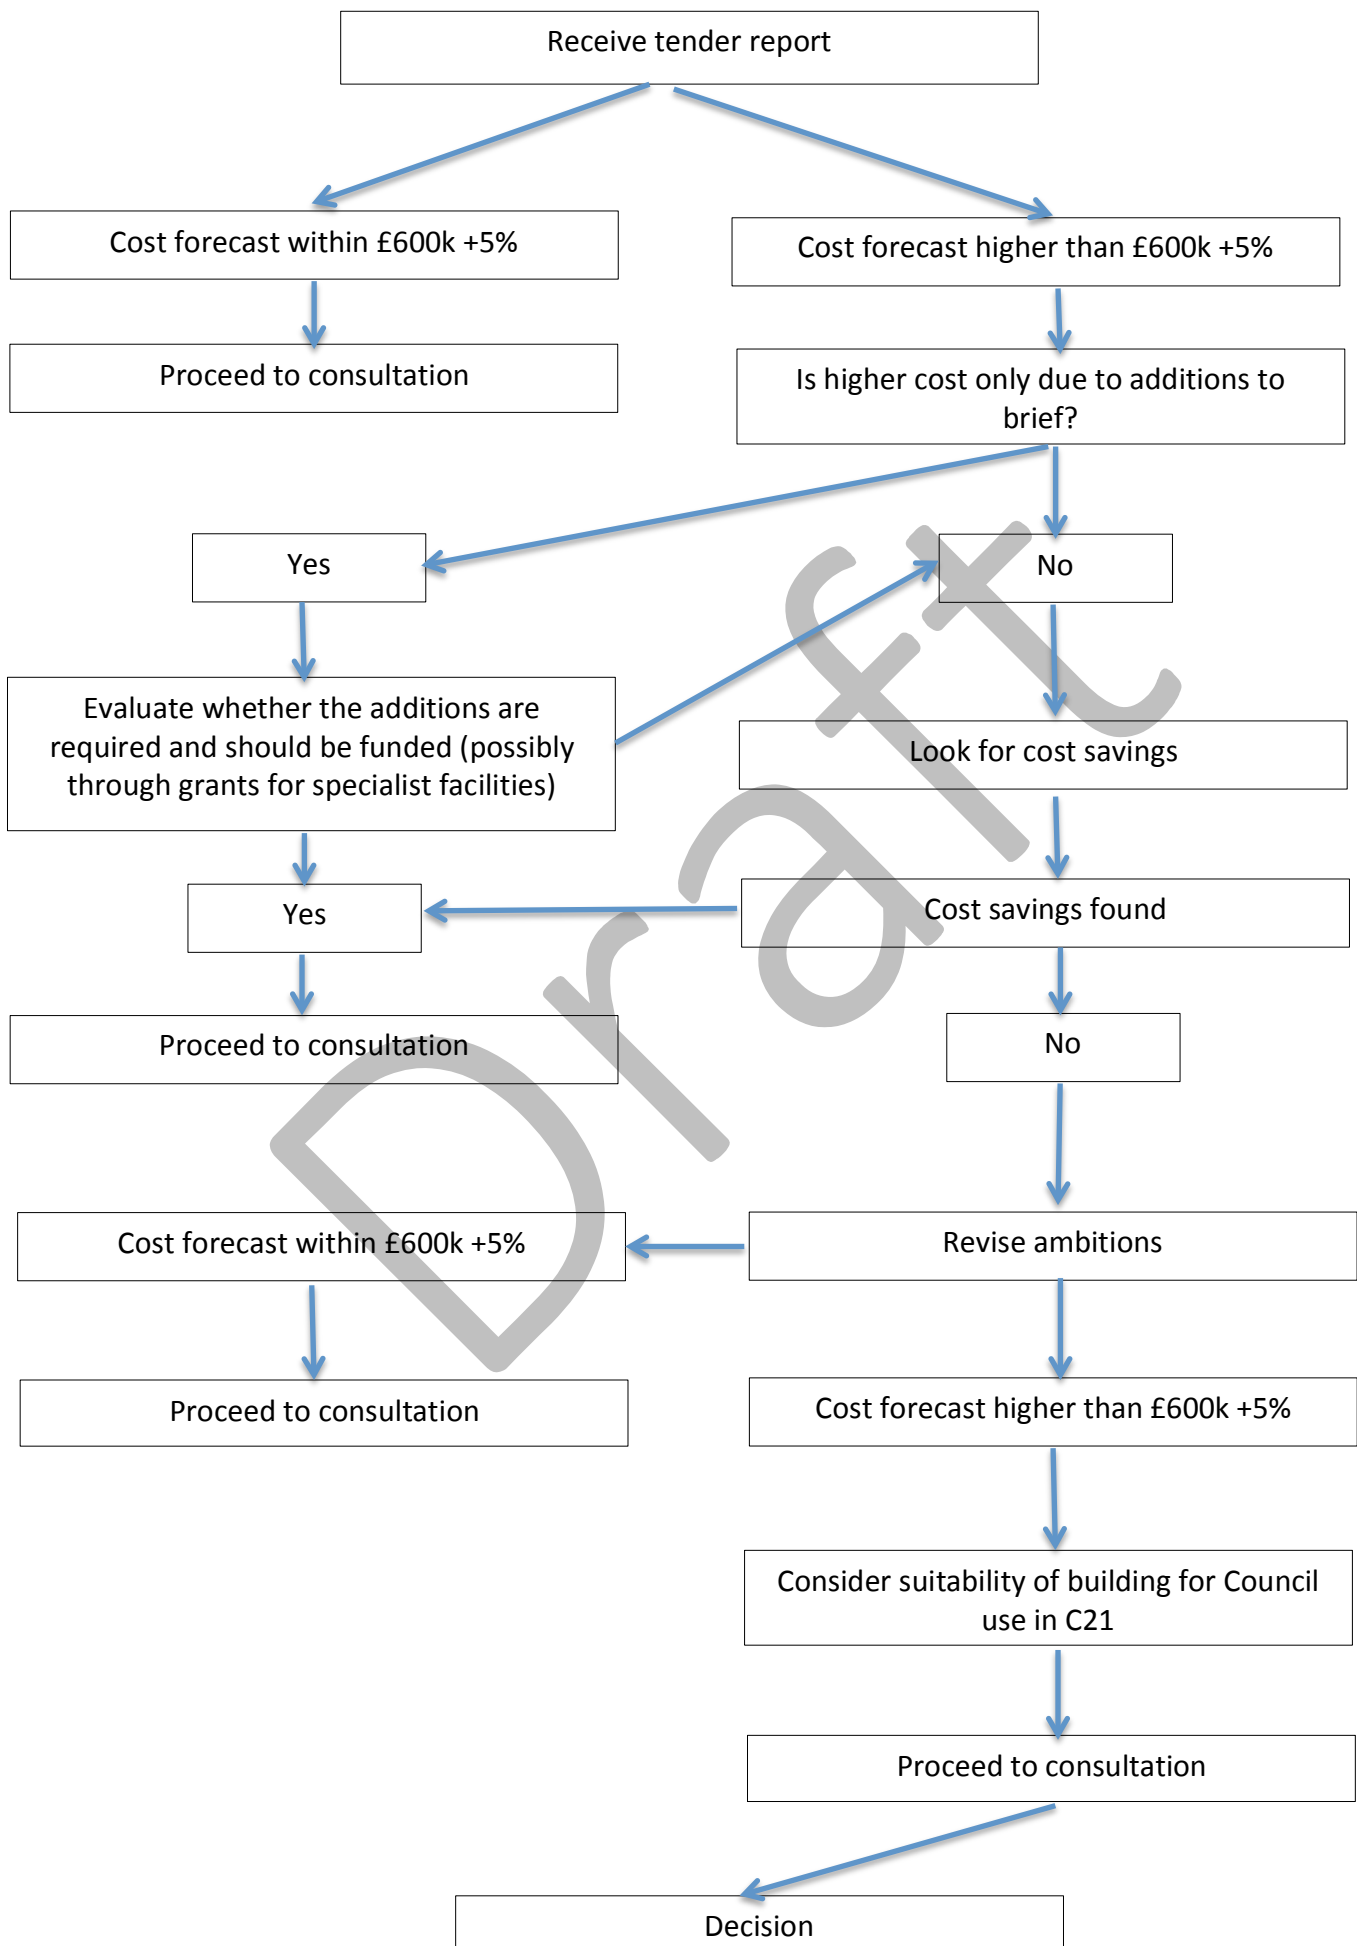 Receive tender report
Cost forecast within £600k +5%
Cost forecast higher than £600k +5%
Proceed to consultation
Is higher cost only due to additions to
brief?
Yes
No
Evaluate whether the additions are
required and should be funded (possibly
through grants for specialist facilities)
Look for cost savings
Yes
Cost savings found
Proceed to consultation
No
Cost forecast within £600k +5%
Revise ambitions
Proceed to consultation
Cost forecast higher than £600k +5%
Consider suitability of building for Council
use in C21
Proceed to consultation
Decision
Draft